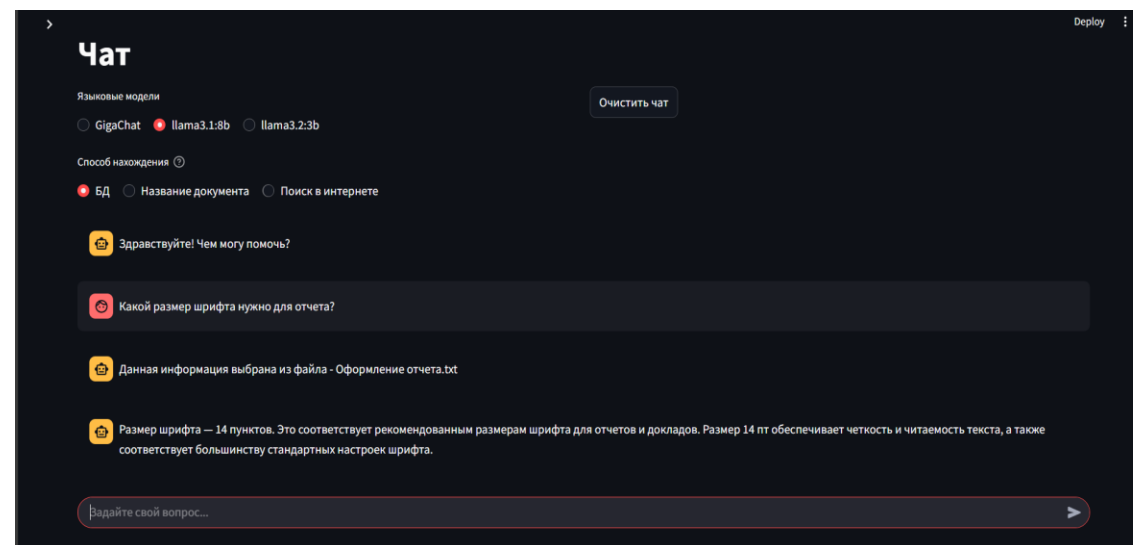 Deploy
Чат
Языковые модели
Очистить чат
GigaChat llama3.1:8b llama3.2:3b
Способ нахождения
БД Название документа Поиск в интернете
Здравствуйте! Чем могу помочь?
Какой размер шрифта нужно для отчета?
Данная информация выбрана из файла - Оформление отчета.txt
Размер шрифта — 14 пунктов. Это соответствует рекомендованным размерам шрифта для отчетов и докладов. Размер 14 пт обеспечивает четкость и читаемость текста, а также
соответствует большинству стандартных настроек шрифта.
Задайте свой вопрос...